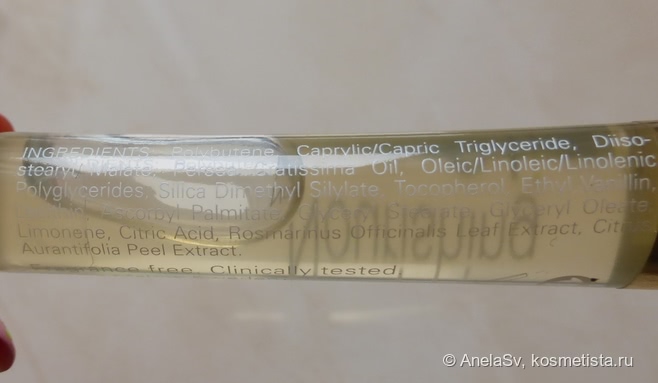 INGREDIENTS: Polybutene, Caprylic/Capric Triglyceride, Diiso-
stearyl Malate, Oil, Oleic/Linoleic/Linolenic
Polyglycerides, Silica Dimethyl Silylate, Tocopherol, Ethyl Vanillin,
Ascorbyl Palmitate, Glyceryl Stearate, Glyceryl Oleate,
Limonene, Citric Acid, Rosmarinus Officinalis Leaf Extract, Citrus
Aurantifolia Peel Extract.
Fragrance free. Clinically tested.
© AnelaSv, kosmetista.ru